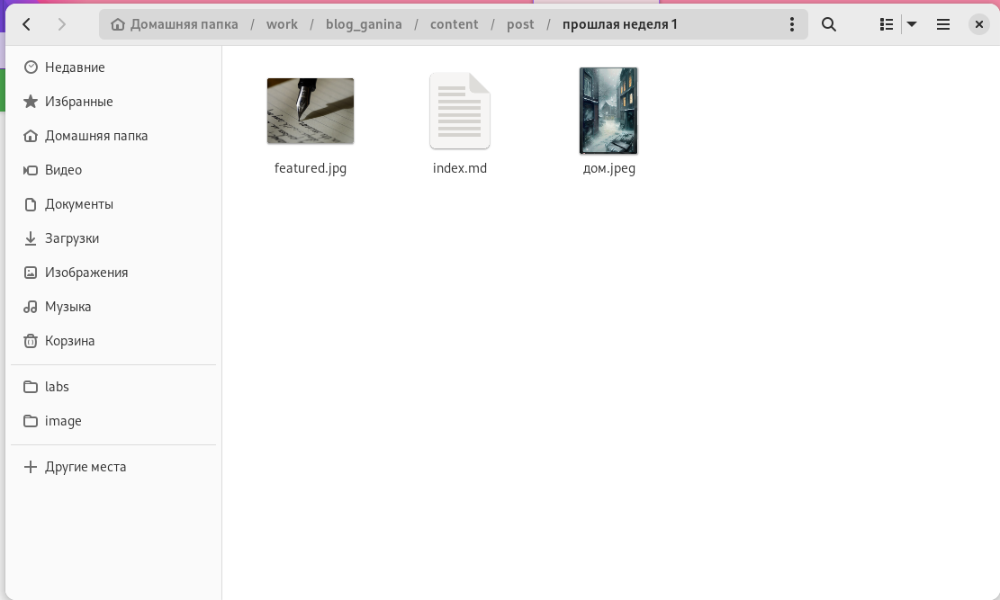 Домашняя папка / work / blog_ganina / content / post / прошлая неделя 1
Недавние
Избранные
Домашняя папка
Видео
Документы
Загрузки
Изображения
Музыка
Корзина
labs
image
Другие места
featured.jpg
index.md
дом.jpeg